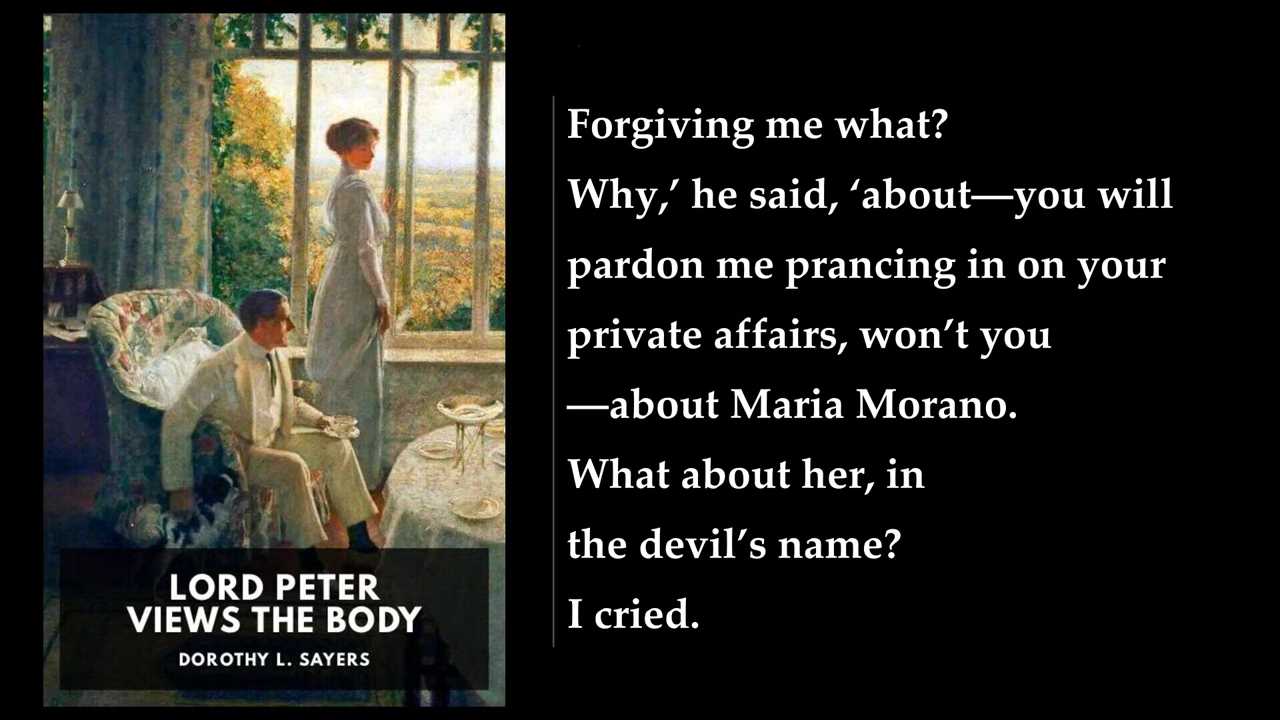 LORD PETER
VIEWS THE BODY
DOROTHY L. SAYERS
Forgiving me what?
Why,’ he said, ‘about—you will
pardon me prancing in on your
private affairs, won’t you
—about Maria Morano.
What about her, in
the devil’s name?
I cried.